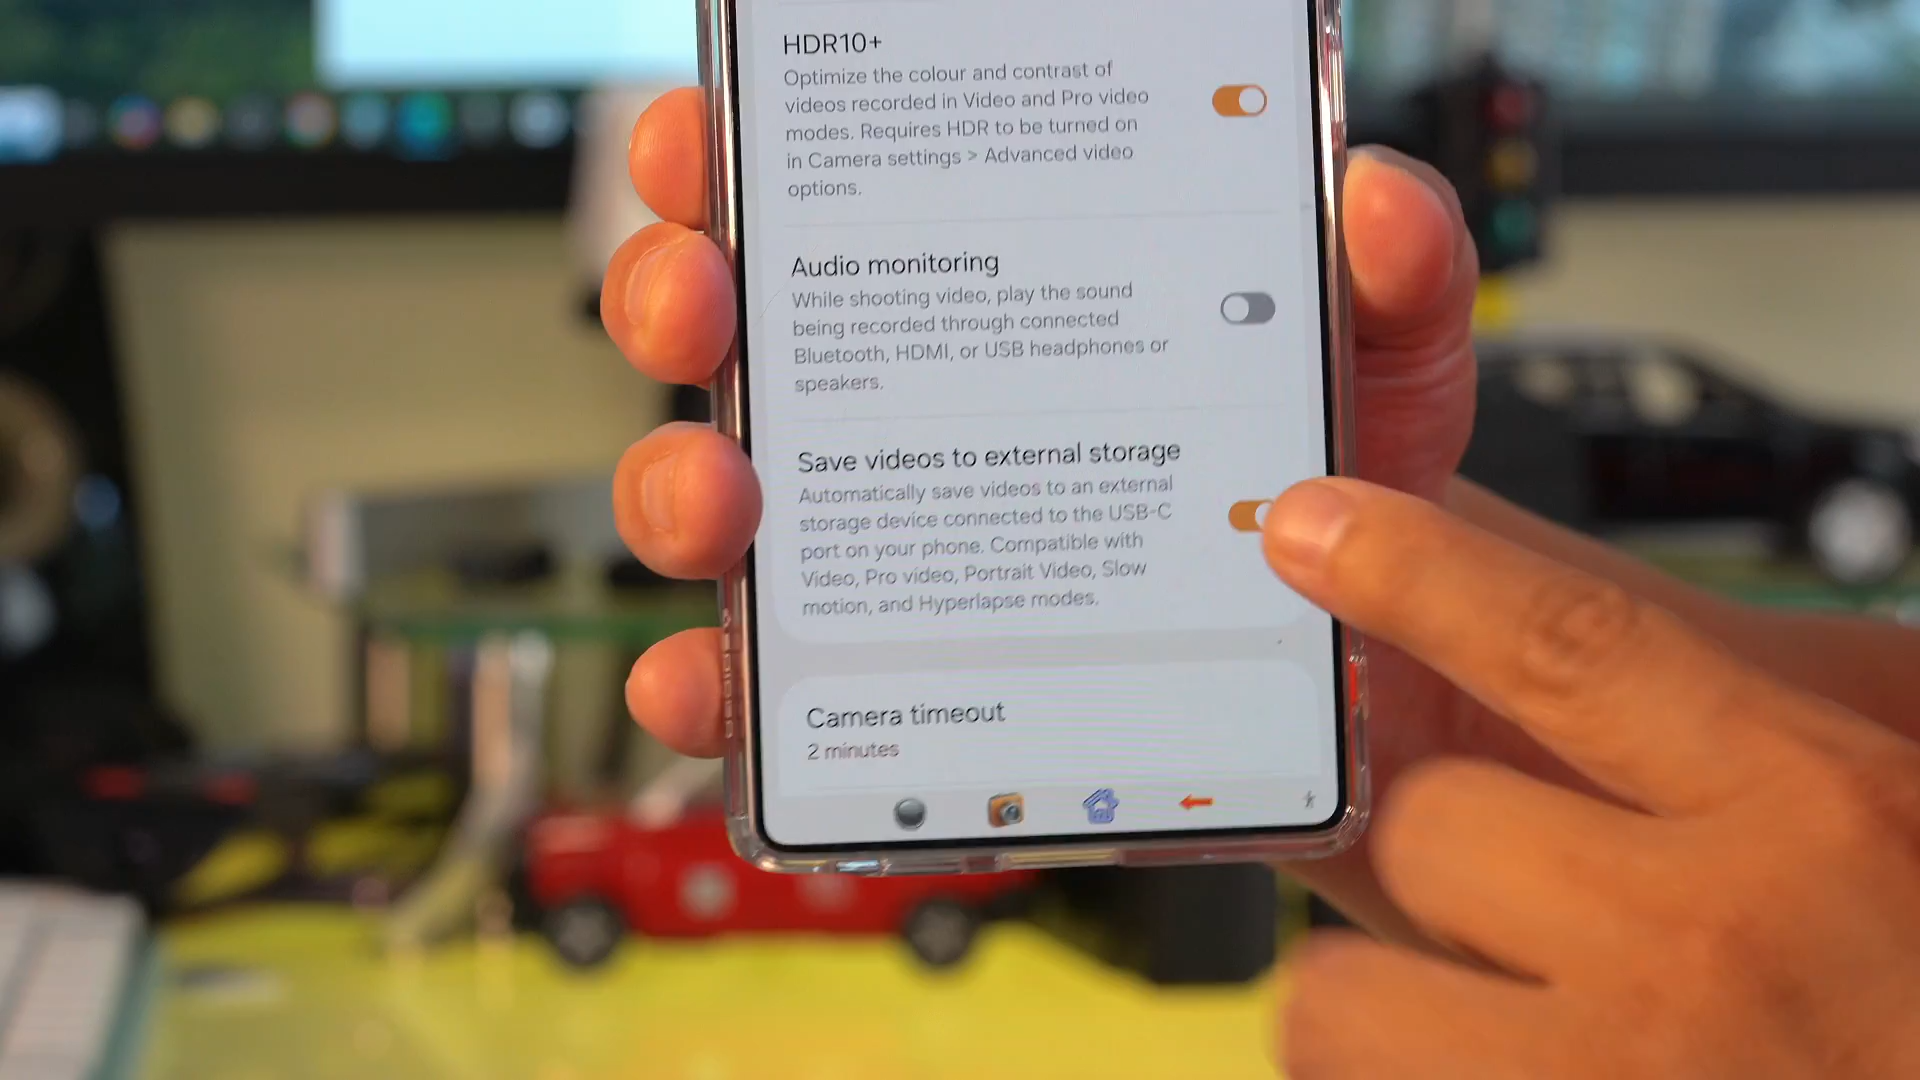 HDR10+
Optimize the colour and contrast of
videos recorded in Video and Pro video
modes. Requires HDR to be turned on
in Camera settings > Advanced video
options.
Audio monitoring
While shooting video, play the sound
being recorded through connected
Bluetooth, HDMI, or USB headphones or
speakers.
Save videos to external storage
Automatically save videos to an external
storage device connected to the USB-C
port on your phone. Compatible with
Video, Pro video, Portrait Video, Slow
motion, and Hyperlapse modes.
Camera timeout
2 minutes